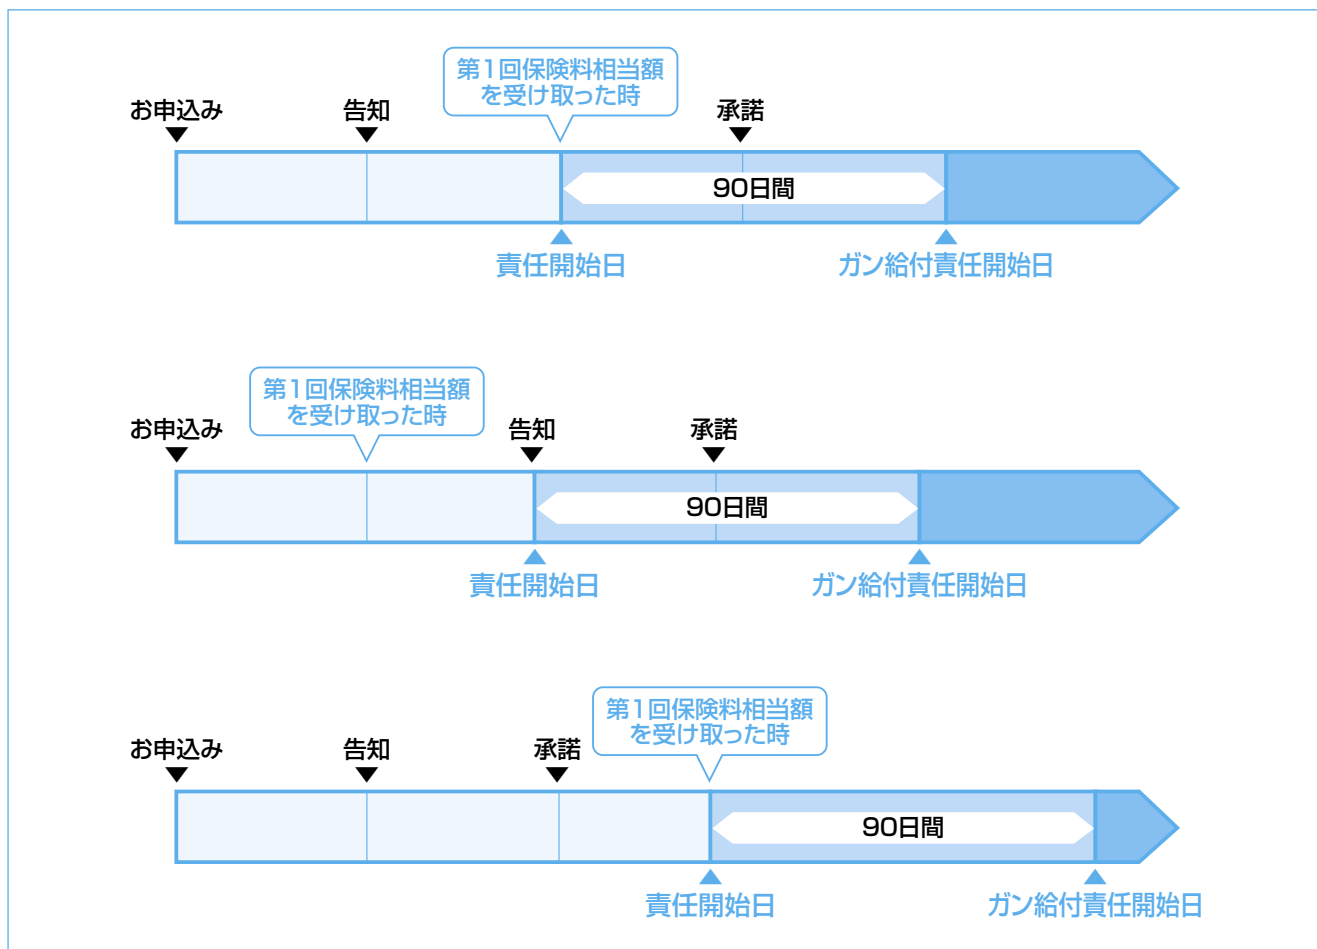 第1回保険料相当額
を受け取った時
お申込み
告知
承諾
90日間
責任開始日
ガン給付責任開始日
第1回保険料相当額
を受け取った時
お申込み
告知
承諾
90日間
責任開始日
ガン給付責任開始日
第1回保険料相当額
を受け取った時
お申込み
告知
承諾
90日間
責任開始日
ガン給付責任開始日